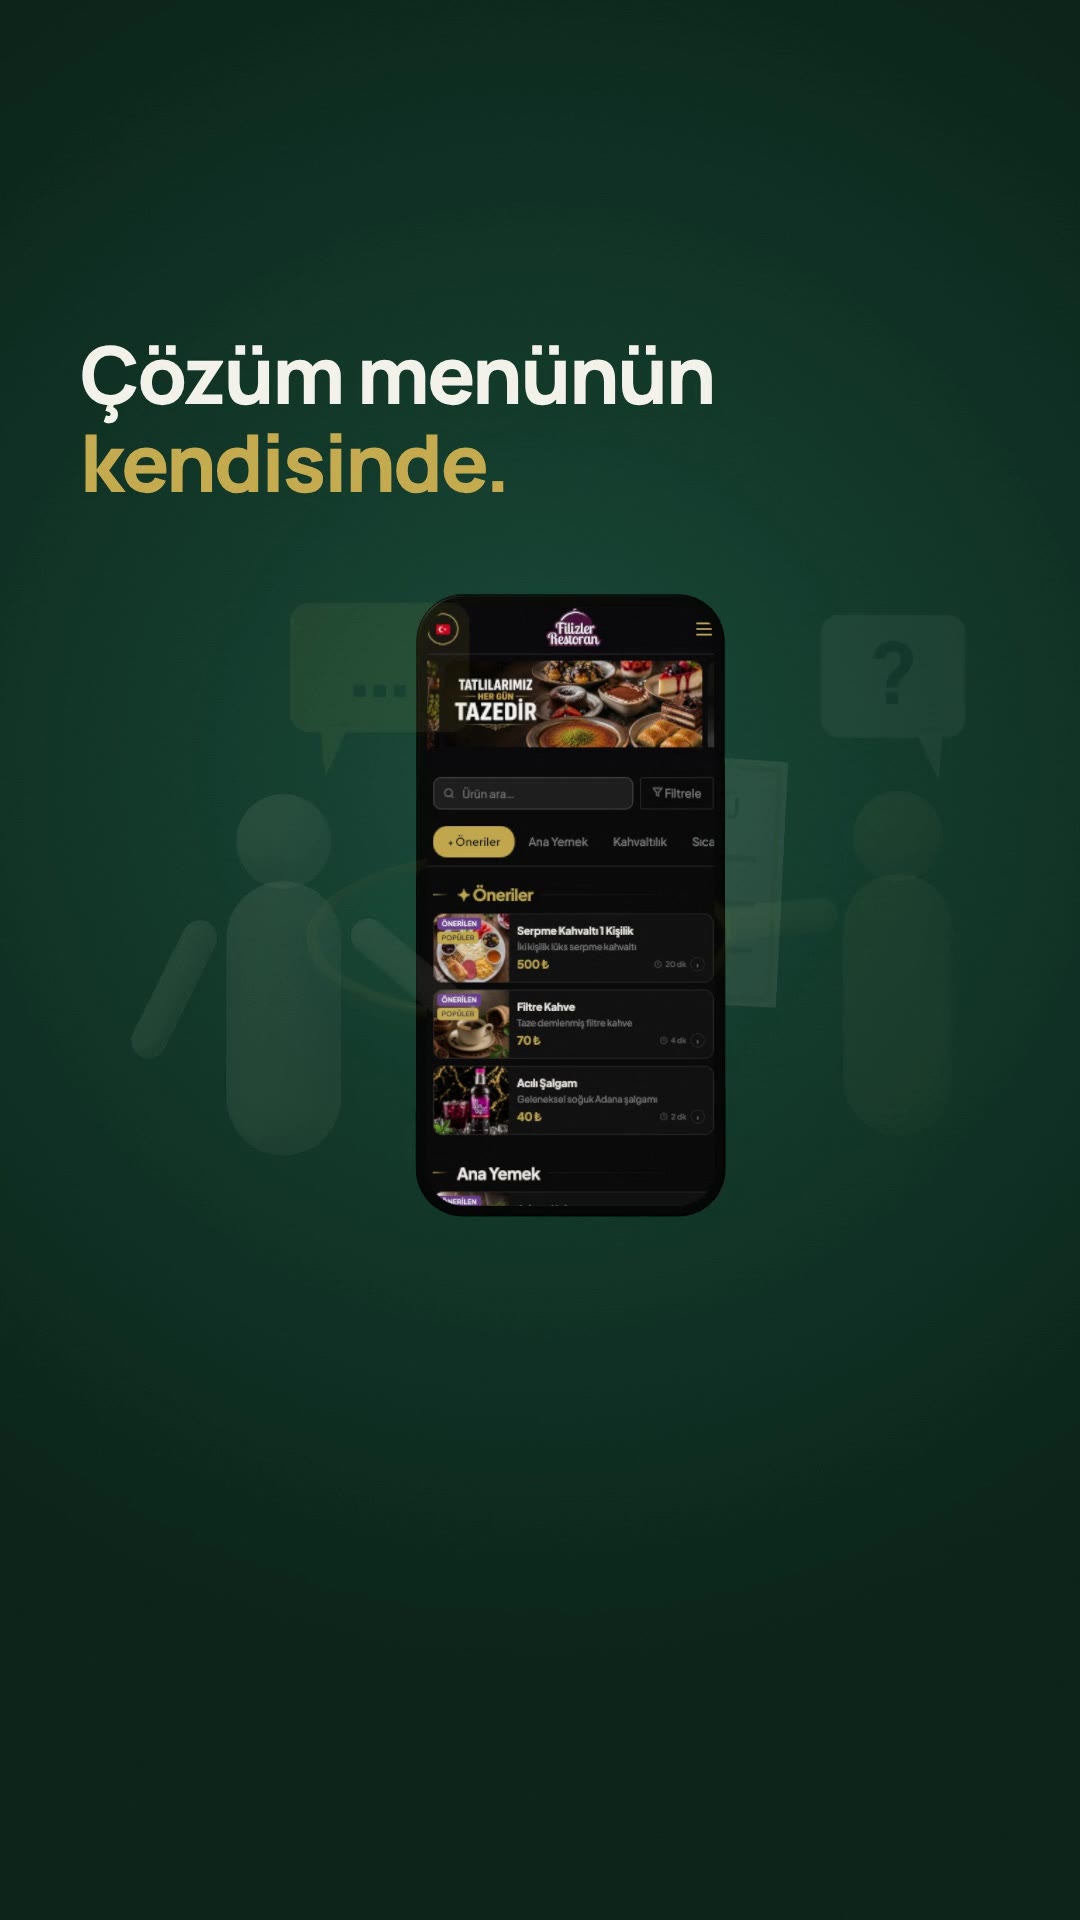 Çözüm menünün
kendisinde.
...
?
Filizler
Restoran
TATLILARIMIZ
HER GÜN
TAZEDİR
Ürün ara...
Filtrele
Öneriler
Ana Yemek
Kahvaltılık
Sıca
Öneriler
ÖNERİLEN
POPÜLER
Serpme Kahvaltı 1 Kişilik
İki kişilik lüks serpme kahvaltı
500 ₺
20 dk
ÖNERİLEN
POPÜLER
Filtre Kahve
Taze demlenmiş filtre kahve
70 ₺
4 dk
Acılı Şalgam
Geleneksel soğuk Adana şalgamı
40 ₺
2 dk
Ana Yemek
ÖNERİLEN